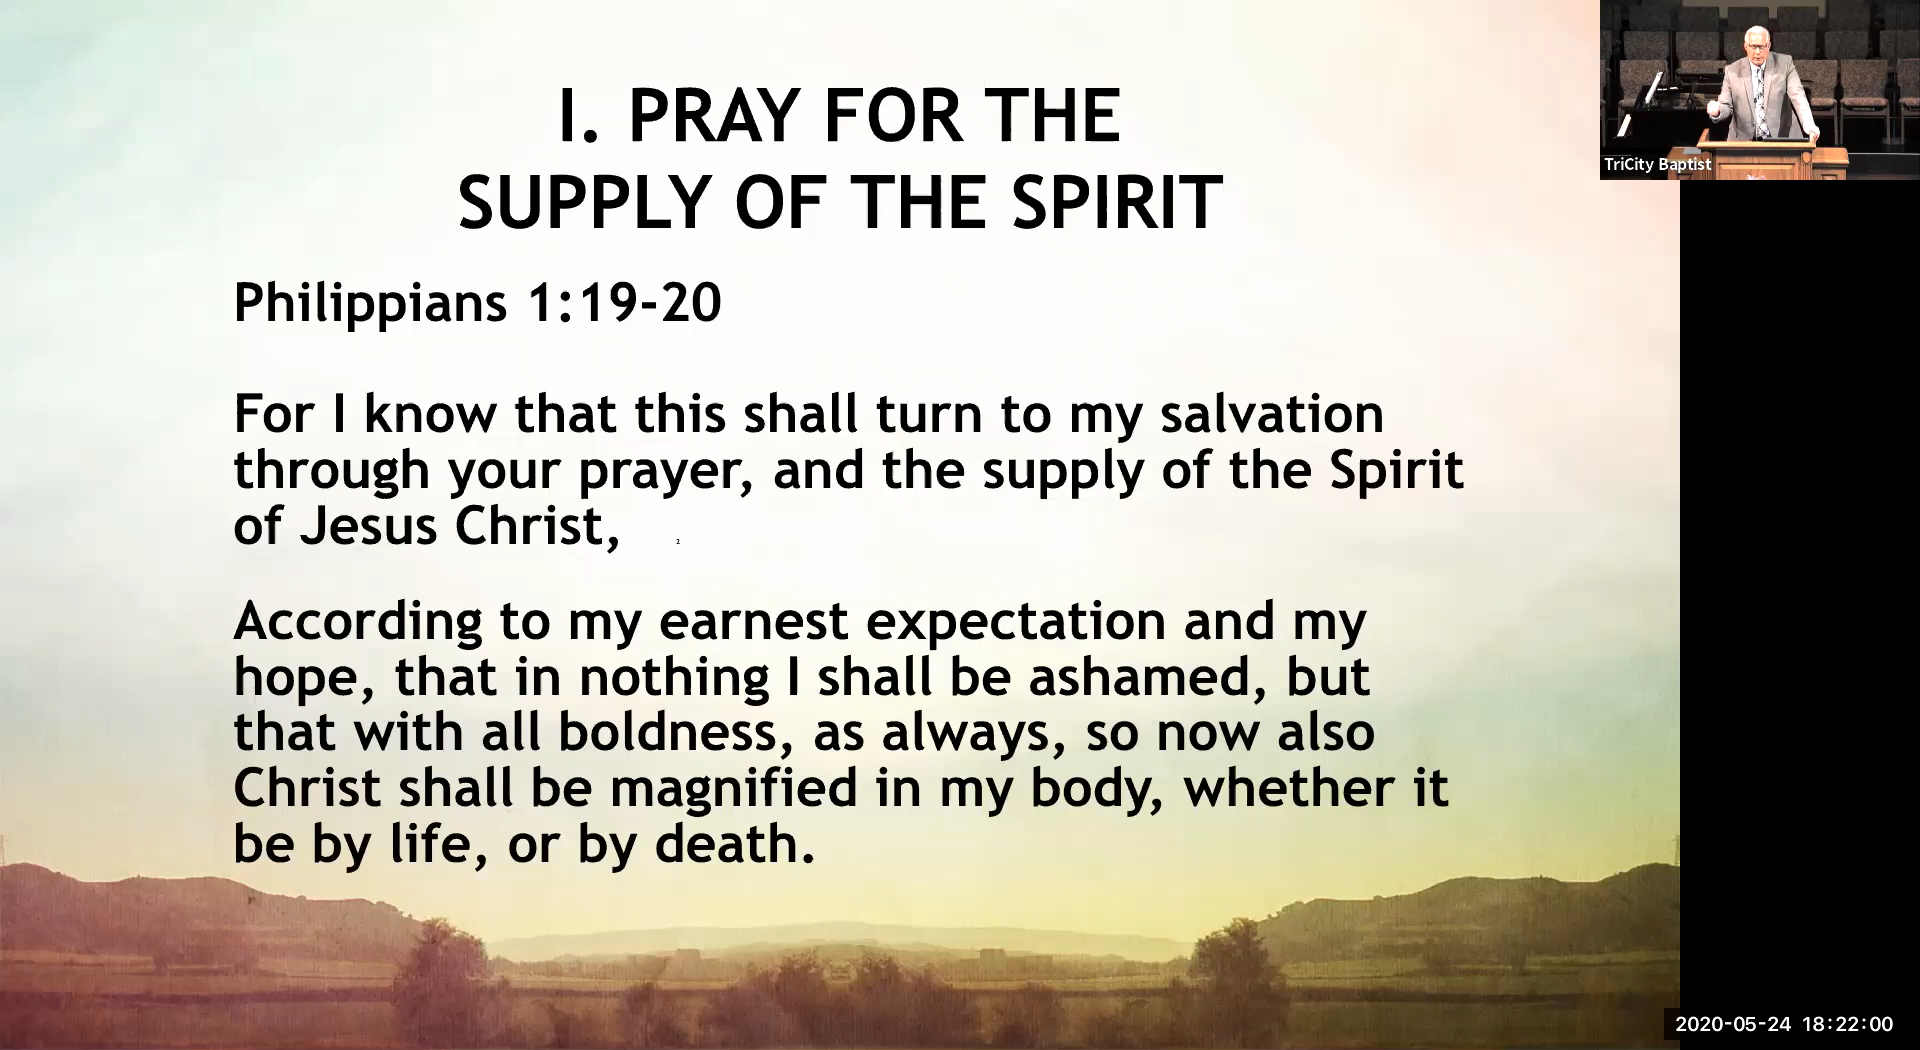 I. PRAY FOR THE
SUPPLY OF THE SPIRIT
TriCity Baptist
Philippians 1:19-20
For I know that this shall turn to my salvation
through your prayer, and the supply of the Spirit
of Jesus Christ,
2
According to my earnest expectation and my
hope, that in nothing I shall be ashamed, but
that with all boldness, as always, so now also
Christ shall be magnified in my body, whether it
be by life, or by death.
2020-05-24 18:22:00